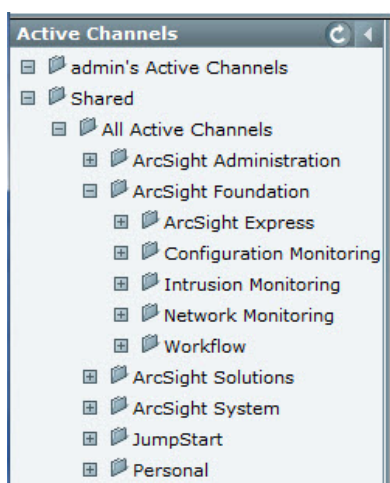 Active Channels
admin's Active Channels
Shared
All Active Channels
ArcSight Administration
ArcSight Foundation
ArcSight Express
Configuration Monitoring
Intrusion Monitoring
Network Monitoring
Workflow
ArcSight Solutions
ArcSight System
JumpStart
Personal